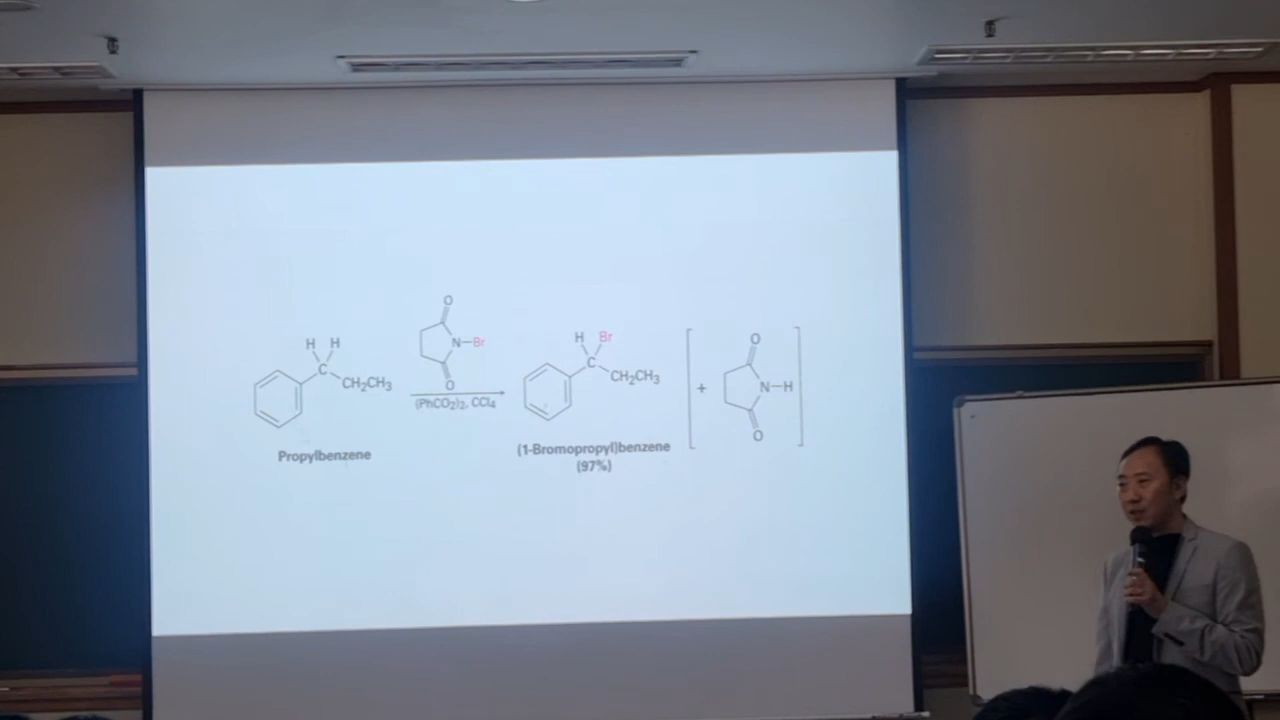 O
H H
N—Br
H Br
O
C
C
CH₂CH₃
O
CH₂CH₃
+
N—H
(PhCO₂)₂, CCl₄
O
Propylbenzene
(1-Bromopropyl)benzene
(97%)